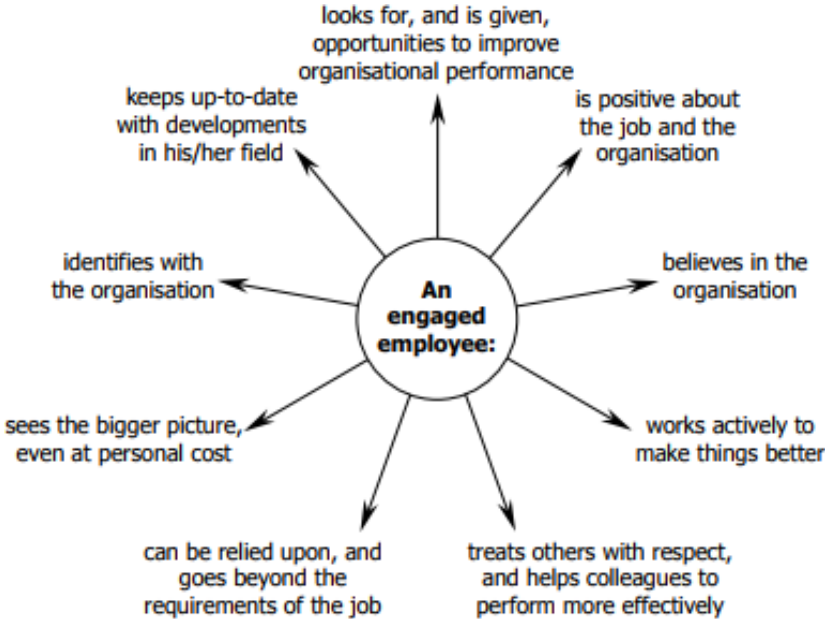 looks for, and is given,
opportunities to improve
organisational performance
keeps up-to-date
with developments
in his/her field
is positive about
the job and the
organisation
identifies with
the organisation
An
engaged
employee:
believes in the
organisation
sees the bigger picture,
even at personal cost
works actively to
make things better
can be relied upon, and
goes beyond the
requirements of the job
treats others with respect,
and helps colleagues to
perform more effectively